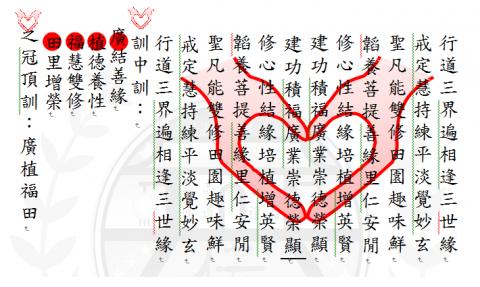 行道三界遍相逢三世緣
戒定慧持練平淡覺妙玄
聖凡能雙修田園趣味鮮
韜養菩提善緣里仁安閒
修心性結緣培植增英賢
建功積福廣業崇德榮顯
建功積福廣業崇德榮顯
修心性結緣培植增英賢
韜養菩提善緣里仁安閒
聖凡能雙修田園趣味鮮
戒定慧持練平淡覺妙玄
行道三界遍相逢三世緣
訓中訓：
廣結善緣
植德養性
福慧雙修
田里增榮
之冠頂訓：廣植福田